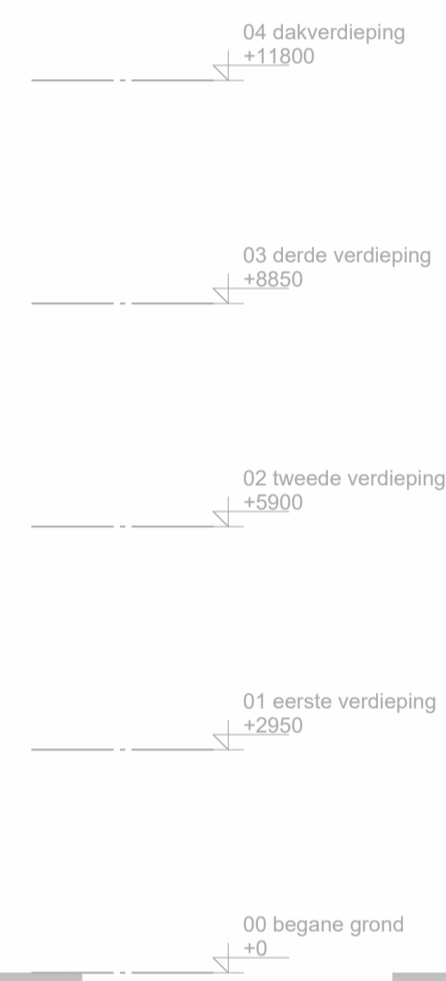 04 dakverdieping
+11800
03 derde verdieping
+8850
02 tweede verdieping
+5900
01 eerste verdieping
+2950
00 begane grond
+0